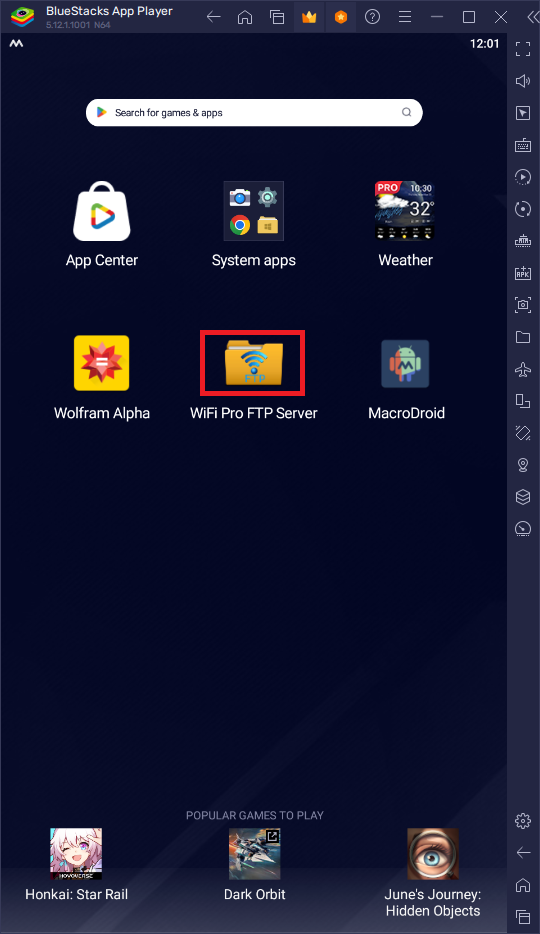 BlueStacks App Player
5.12.1.1001 N64
12:01
Search for games & apps
PRO 10:30
32°
App Center
System apps
Weather
FTP
Wolfram Alpha
WiFi Pro FTP Server
MacroDroid
POPULAR GAMES TO PLAY
HOYOVERSE
Honkai: Star Rail
Dark Orbit
June's Journey:
Hidden Objects
APK